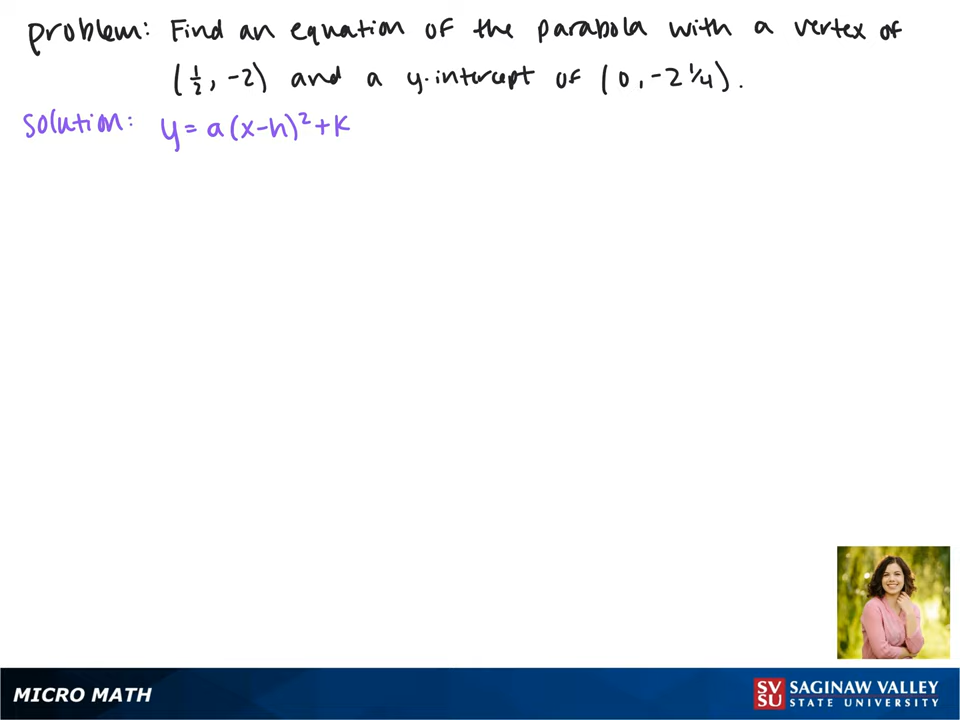 problem: Find an equation of the parabola with a vertex of
(1/2, -2) and a y-intercept of (0, -2 1/4).
Solution: y = a(x-h)² + k
MICRO MATH
SV SU SAGINAW VALLEY
STATE UNIVERSITY